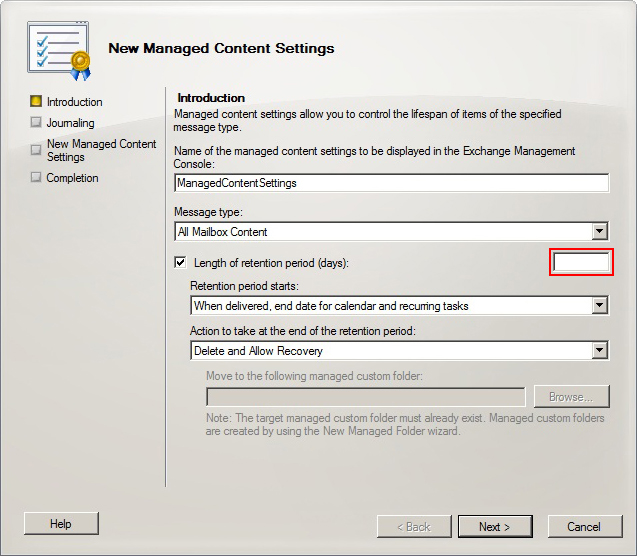 New Managed Content Settings
Introduction
Journaling
New Managed Content
Settings
Completion
Introduction
Managed content settings allow you to control the lifespan of items of the specified
message type.
Name of the managed content settings to be displayed in the Exchange Management
Console:
ManagedContentSettings
Message type:
All Mailbox Content
Length of retention period (days):
Retention period starts:
When delivered, end date for calendar and recurring tasks
Action to take at the end of the retention period:
Delete and Allow Recovery
Move to the following managed custom folder:
Browse...
Note: The target managed custom folder must already exist. Managed custom folders
are created by using the New Managed Folder wizard.
Help
< Back
Next >
Cancel